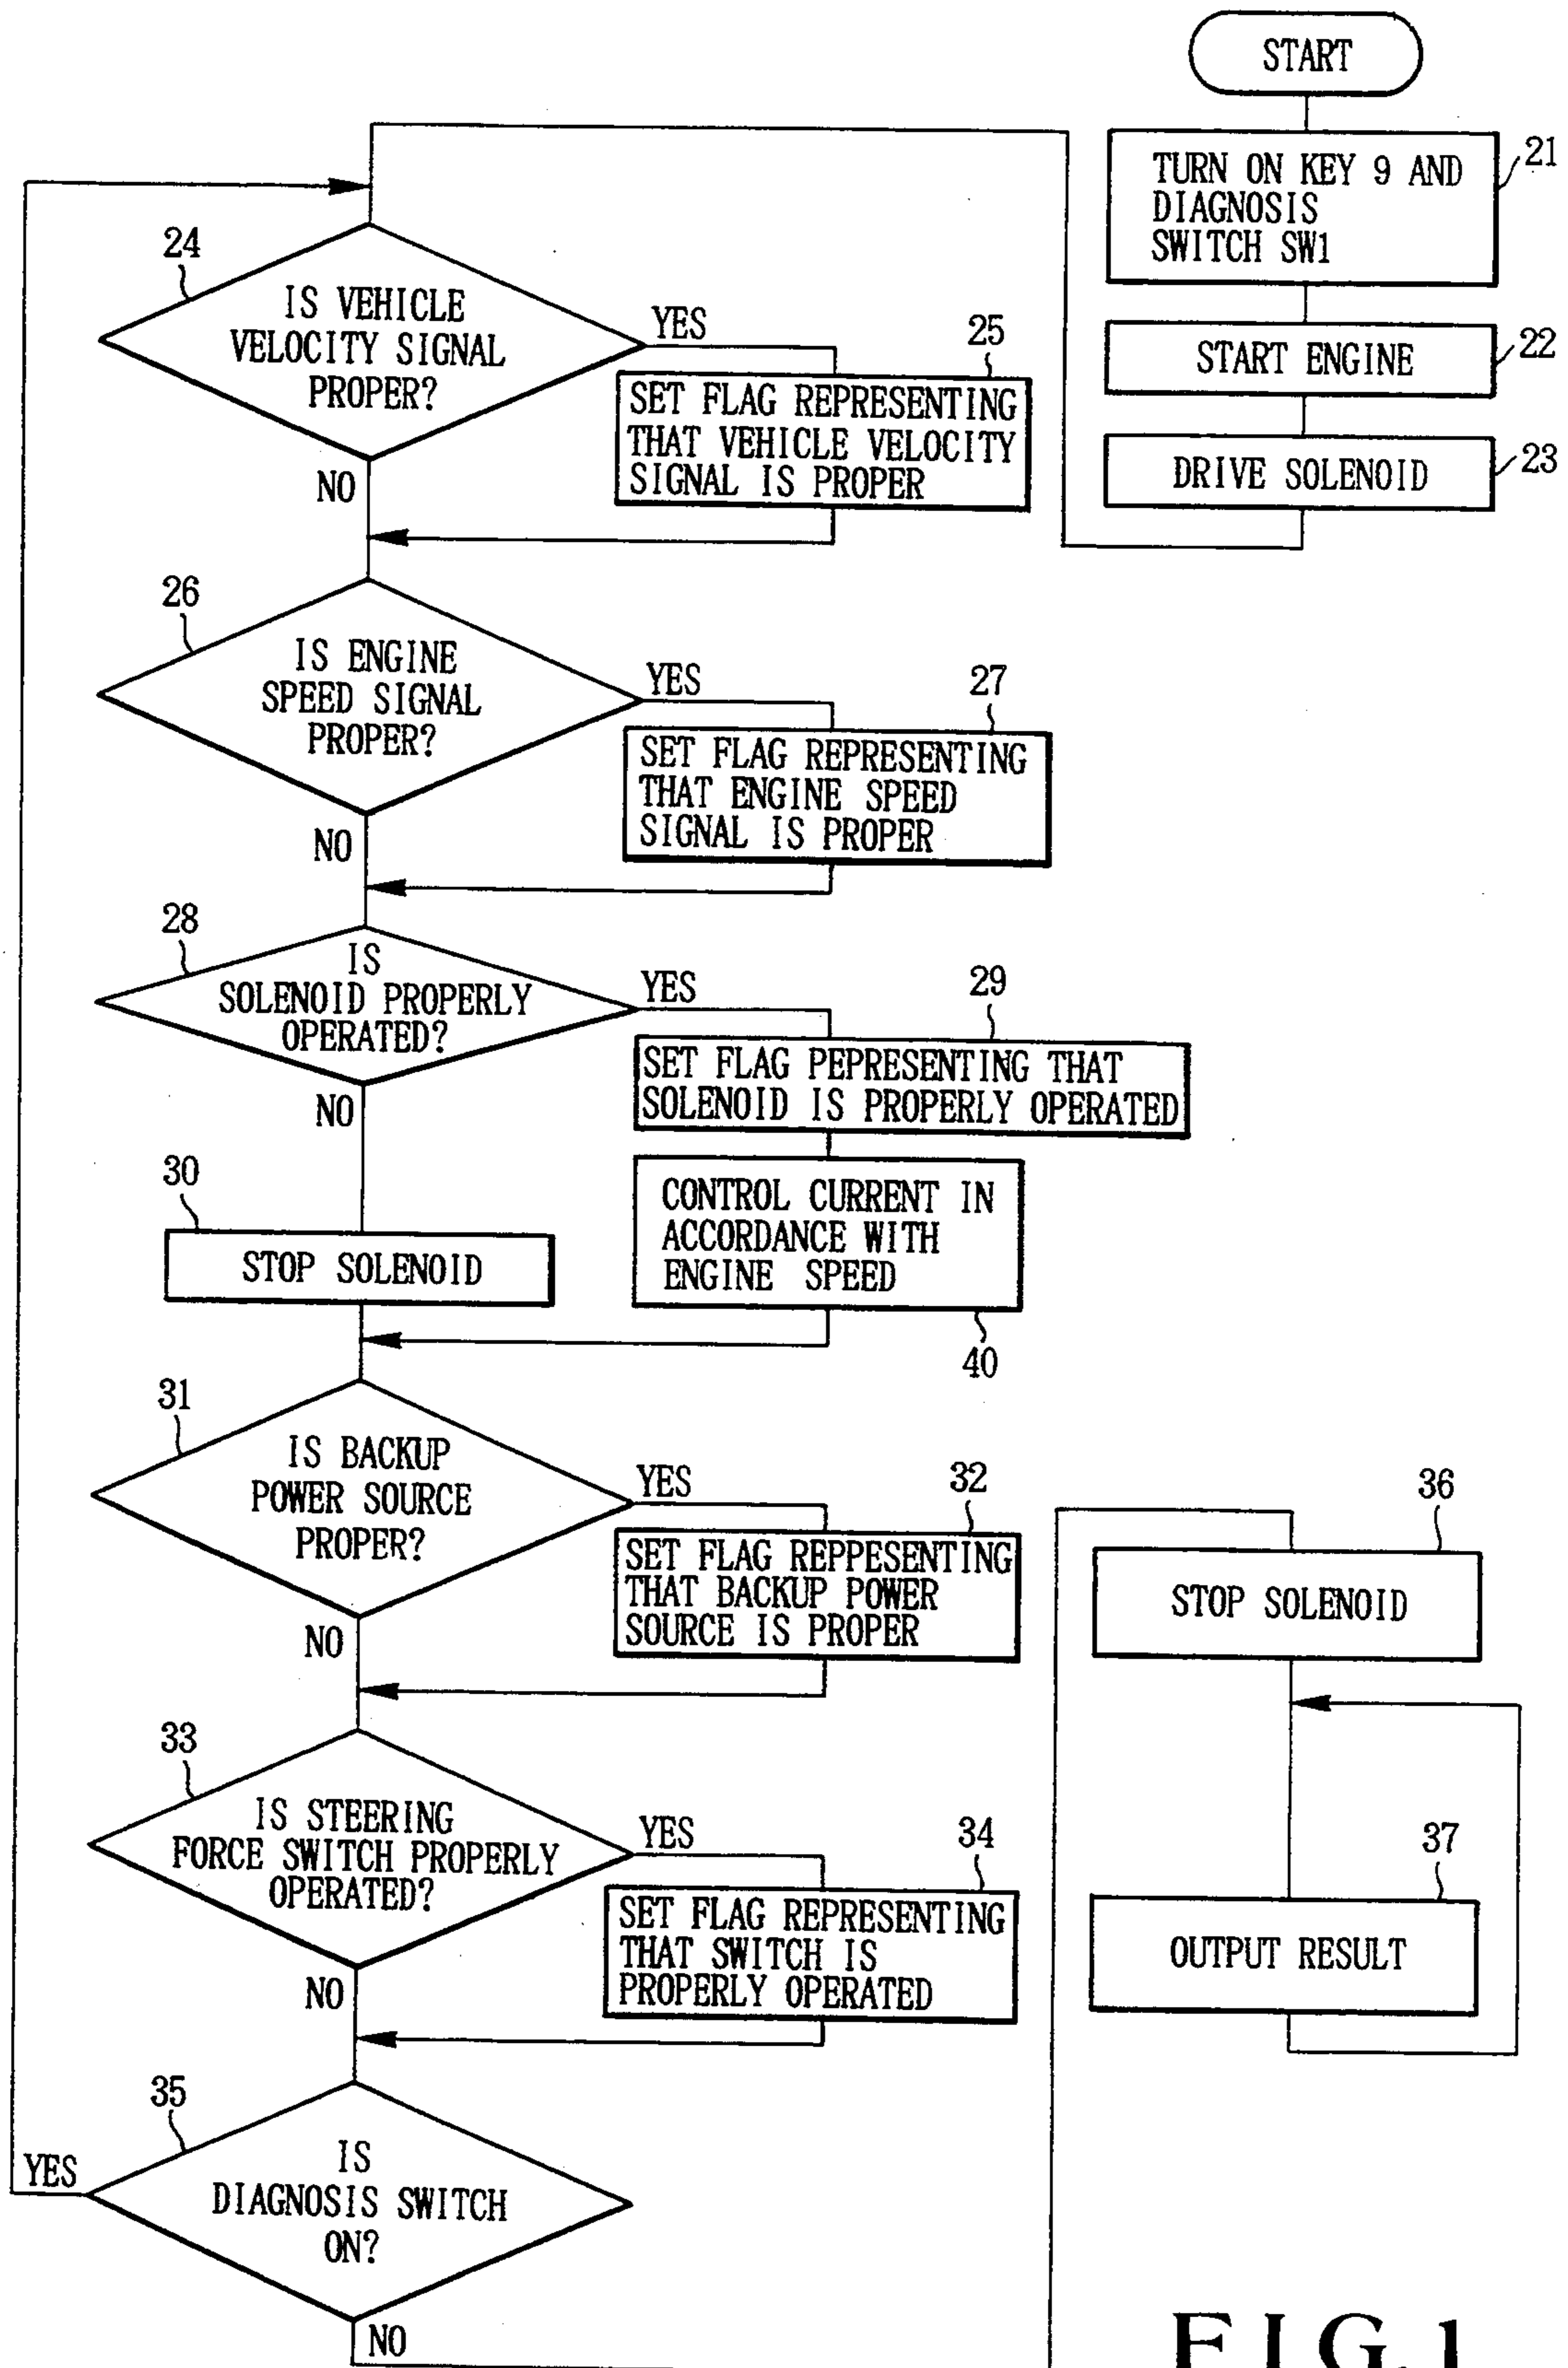 START
TURN ON KEY 9 AND
DIAGNOSIS
SWITCH SW1
21
START ENGINE
22
DRIVE SOLENOID
23
24
IS VEHICLE
VELOCITY SIGNAL
PROPER?
YES
NO
25
SET FLAG REPRESENTING
THAT VEHICLE VELOCITY
SIGNAL IS PROPER
26
IS ENGINE
SPEED SIGNAL
PROPER?
YES
NO
27
SET FLAG REPRESENTING
THAT ENGINE SPEED
SIGNAL IS PROPER
28
IS
SOLENOID PROPERLY
OPERATED?
YES
NO
29
SET FLAG PEPRESENTING THAT
SOLENOID IS PROPERLY OPERATED
30
STOP SOLENOID
CONTROL CURRENT IN
ACCORDANCE WITH
ENGINE SPEED
40
31
IS BACKUP
POWER SOURCE
PROPER?
YES
NO
32
SET FLAG REPPESENTING
THAT BACKUP POWER
SOURCE IS PROPER
33
IS STEERING
FORCE SWITCH PROPERLY
OPERATED?
YES
NO
34
SET FLAG REPRESENTING
THAT SWITCH IS
PROPERLY OPERATED
35
IS
DIAGNOSIS SWITCH
ON?
YES
NO
36
STOP SOLENOID
37
OUTPUT RESULT
FIG.1